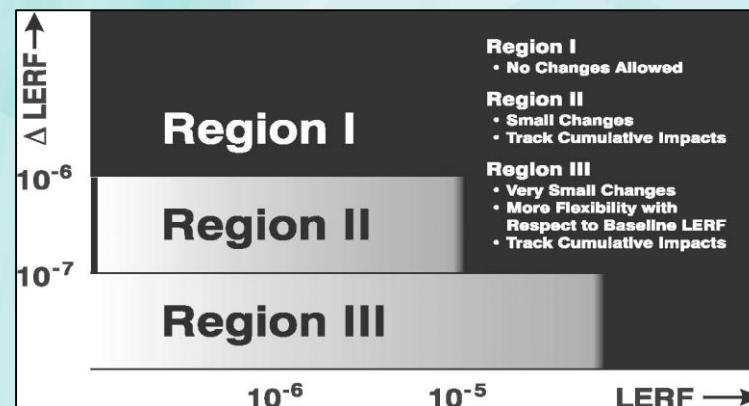 Δ LERF→
Region I
• No Changes Allowed
Region II
• Small Changes
• Track Cumulative Impacts
Region III
• Very Small Changes
• More Flexibility with
Respect to Baseline LERF
• Track Cumulative Impacts
Region I
10⁻⁶
Region II
10⁻⁷
Region III
10⁻⁶ 10⁻⁵ LERF →